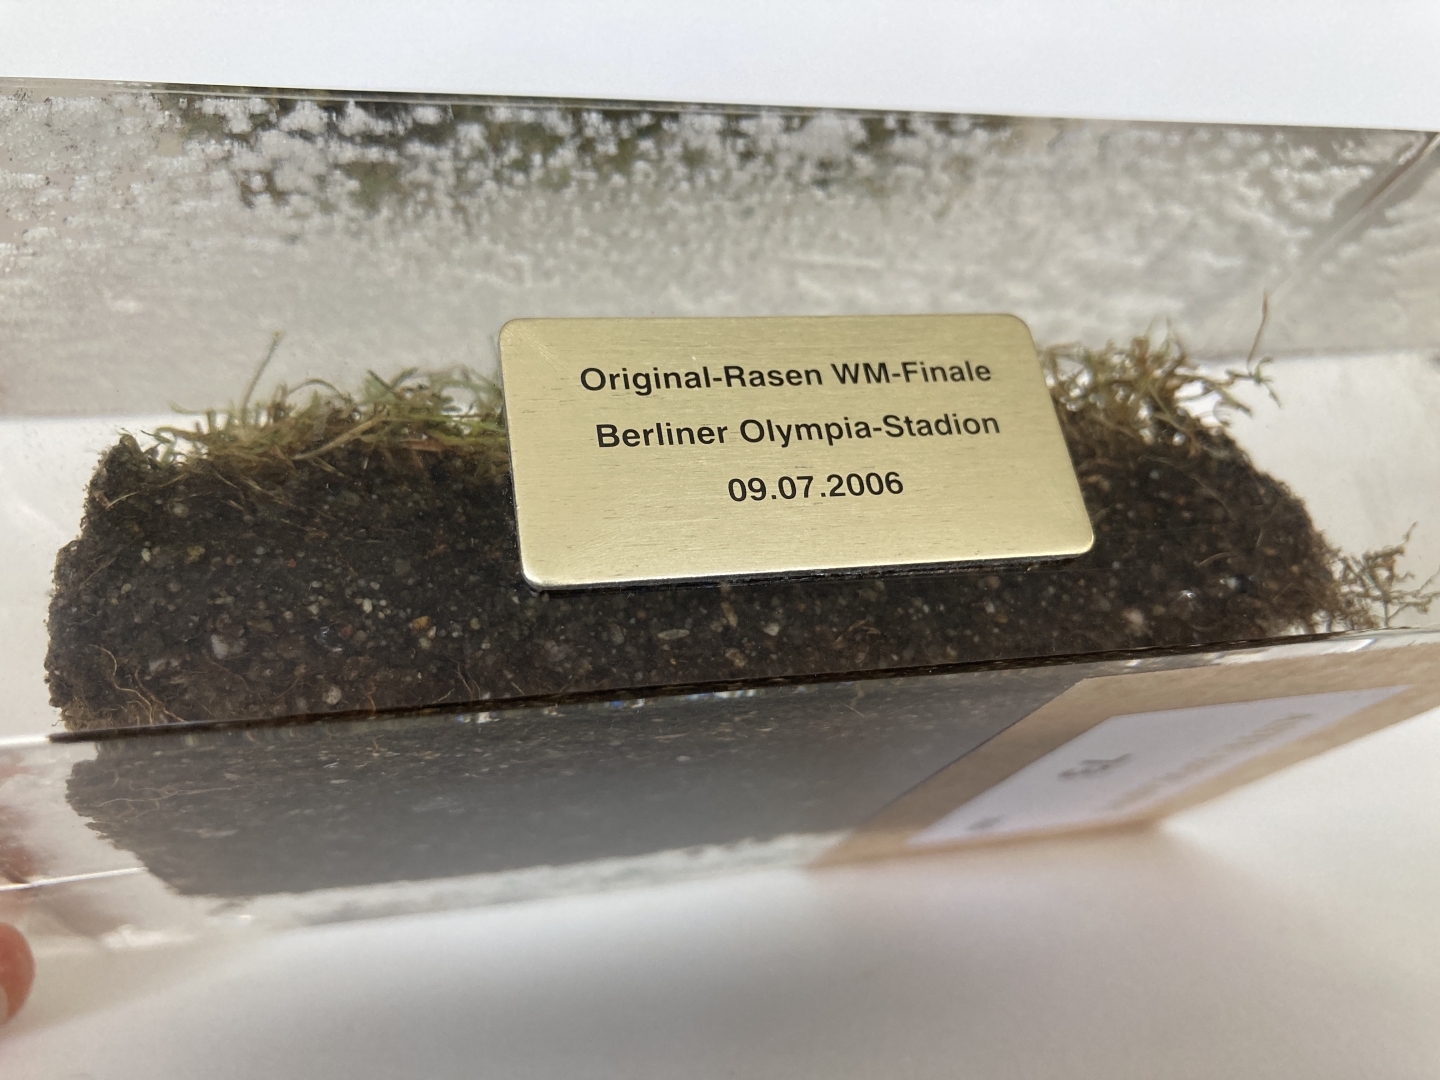 Original-Rasen WM-Finale
Berliner Olympia-Stadion
09.07.2006